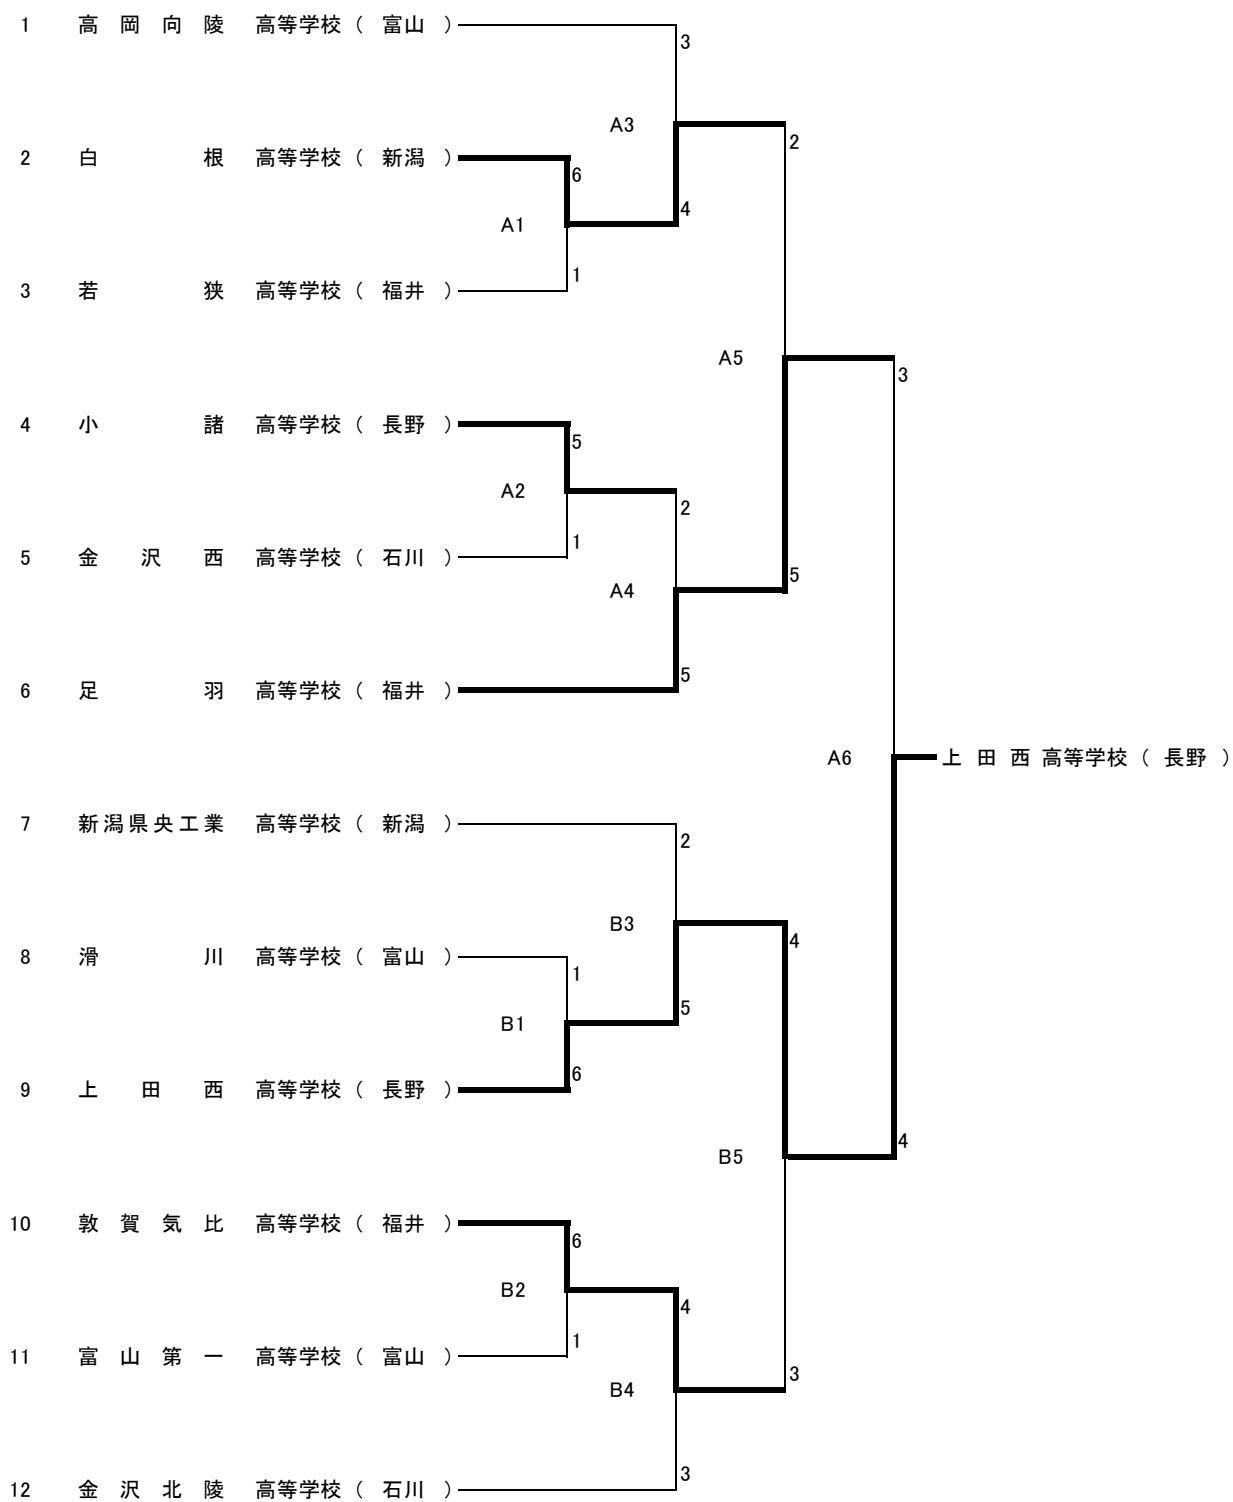 1 高岡向陵 高等学校（ 富山 ）
3
A3
2
2 白根 高等学校（ 新潟 ）
6
4
A1
1
3 若狭 高等学校（ 福井 ）
A5
3
4 小諸 高等学校（ 長野 ）
5
A2
2
1
5 金沢西 高等学校（ 石川 ）
5
A4
5
6 足羽 高等学校（ 福井 ）
A6
上田西 高等学校（ 長野 ）
7 新潟県央工業 高等学校（ 新潟 ）
2
B3
4
8 滑川 高等学校（ 富山 ）
1
5
B1
6
9 上田西 高等学校（ 長野 ）
4
B5
10 敦賀気比 高等学校（ 福井 ）
6
B2
4
1
11 富山第一 高等学校（ 富山 ）
3
B4
3
12 金沢北陵 高等学校（ 石川 ）